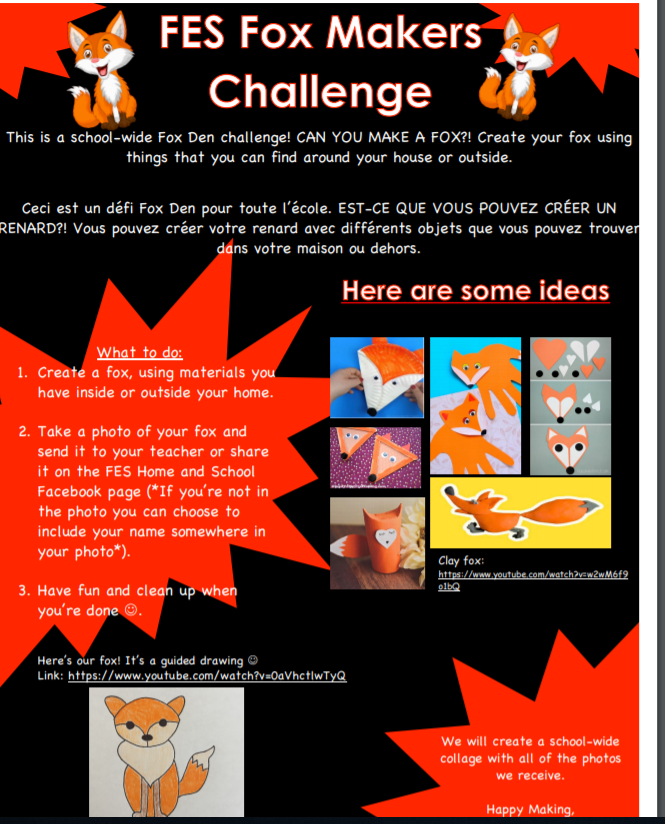 FES Fox Makers
Challenge
This is a school-wide Fox Den challenge! CAN YOU MAKE A FOX?! Create your fox using
things that you can find around your house or outside.
Ceci est un défi Fox Den pour toute l'école. EST-CE QUE VOUS POUVEZ CRÉER UN
RENARD?! Vous pouvez créer votre renard avec différents objets que vous pouvez trouver
dans votre maison ou dehors.
What to do:
1. Create a fox, using materials you
have inside or outside your home.
2. Take a photo of your fox and
send it to your teacher or share
it on the FES Home and School
Facebook page (*If you're not in
the photo you can choose to
include your name somewhere in
your photo*).
3. Have fun and clean up when
you're done ☺.
Here's our fox! It's a guided drawing ☺
Link: https://www.youtube.com/watch?v=0aVhctlwTyQ
Here are some ideas
Clay fox:
https://www.youtube.com/watch?v=w2wM6f9
o1bQ
We will create a school-wide
collage with all of the photos
we receive.
Happy Making,